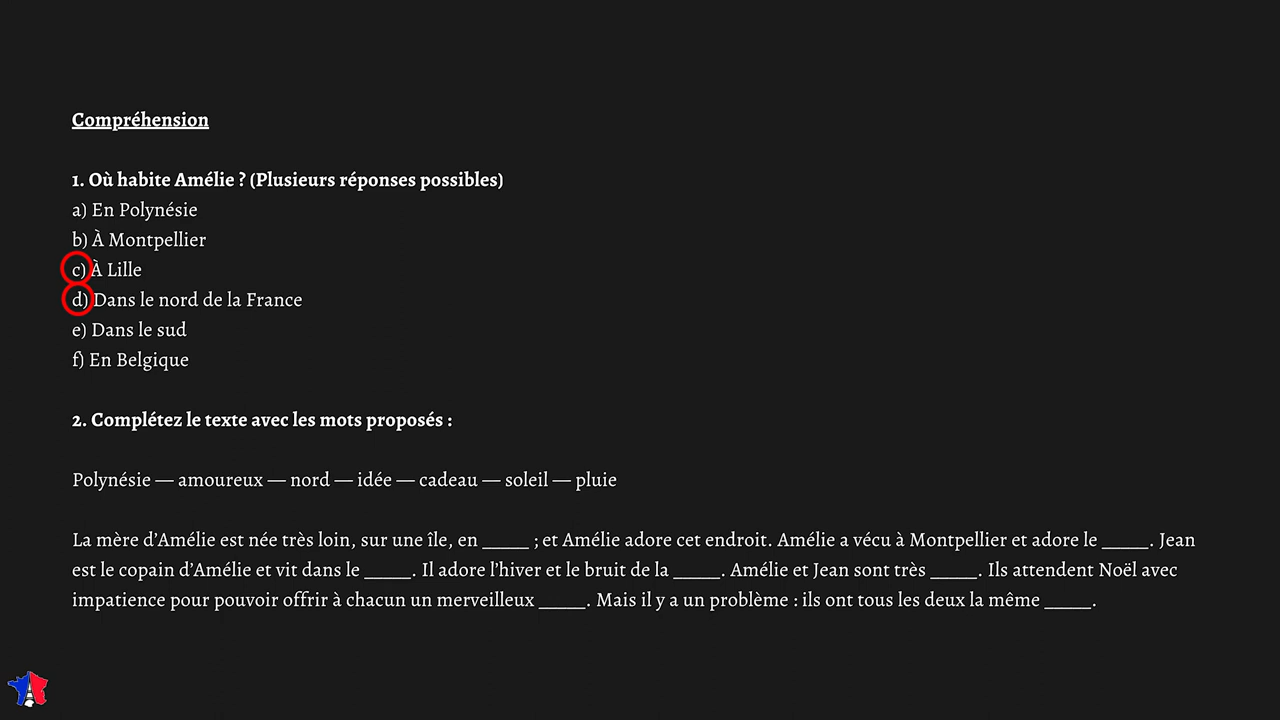 Compréhension
1. Où habite Amélie ? (Plusieurs réponses possibles)
a) En Polynésie
b) À Montpellier
c) À Lille
d) Dans le nord de la France
e) Dans le sud
f) En Belgique
2. Complétez le texte avec les mots proposés :
Polynésie — amoureux — nord — idée — cadeau — soleil — pluie
La mère d’Amélie est née très loin, sur une île, en _____ ; et Amélie adore cet endroit. Amélie a vécu à Montpellier et adore le _____. Jean
est le copain d’Amélie et vit dans le _____. Il adore l’hiver et le bruit de la _____. Amélie et Jean sont très _____. Ils attendent Noël avec
impatience pour pouvoir offrir à chacun un merveilleux _____. Mais il y a un problème : ils ont tous les deux la même _____.